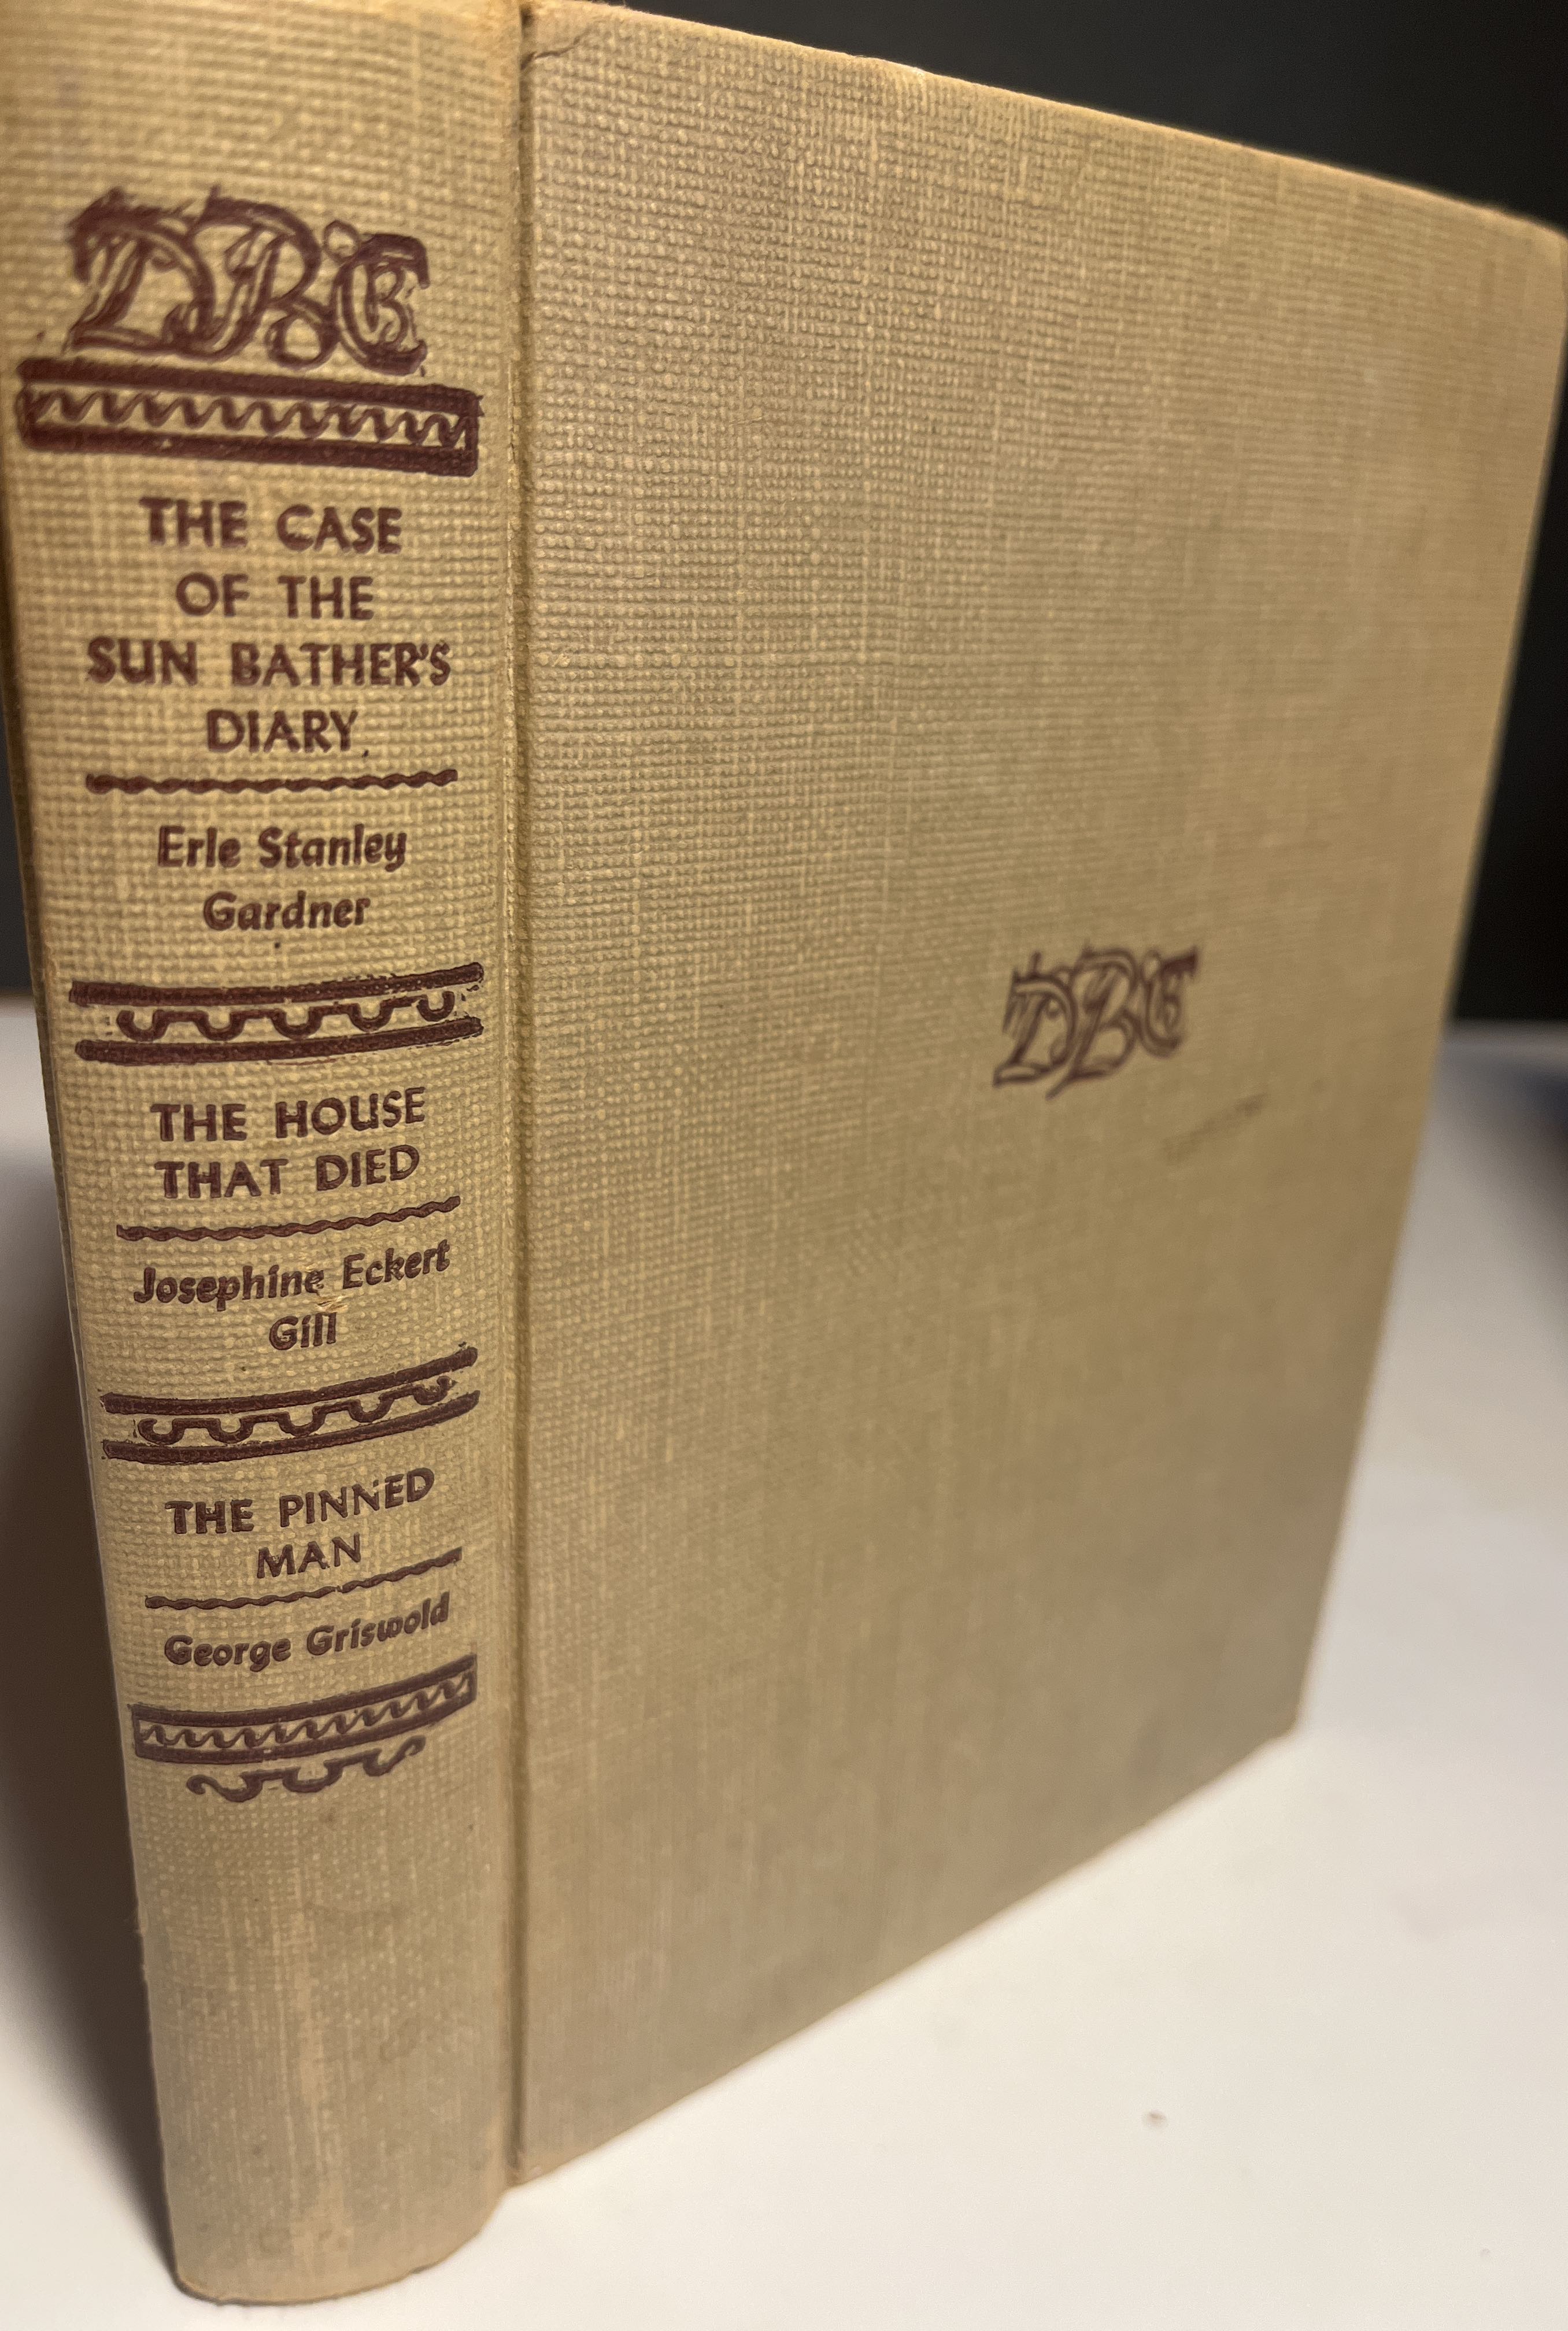 DBC
THE CASE
OF THE
SUN BATHER'S
DIARY
Erle Stanley
Gardner
THE HOUSE
THAT DIED
Josephine Eckert
Gill
THE PINNED
MAN
George Griswold
DBC